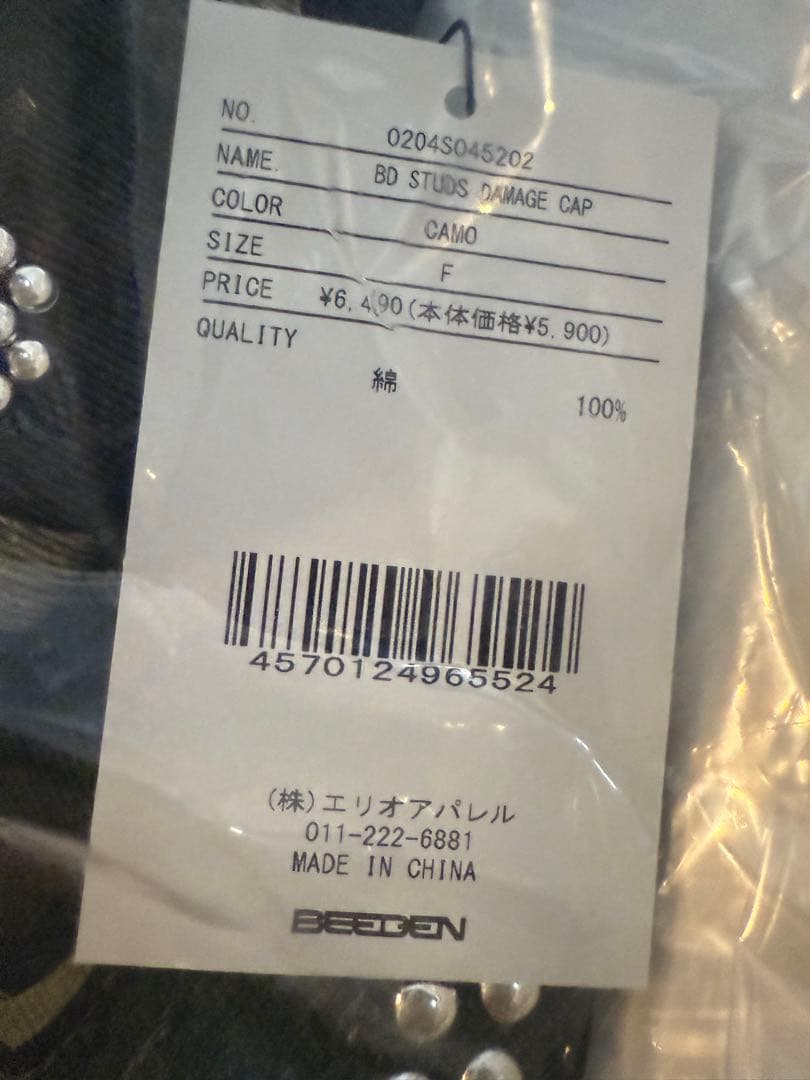 NO. 0204S045202
NAME. BD STUDS DAMAGE CAP
COLOR CAMO
SIZE F
PRICE ¥6,490(本体価格¥5,900)
QUALITY
綿 100%
4570124965524
(株)エリオアパレル
011-222-6881
MADE IN CHINA
BEEDEN